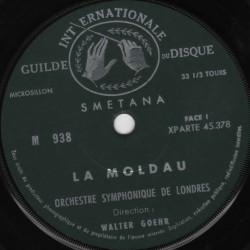 INTERNATIONALE
GUILDE DU DISQUE
33 1/3 TOURS
MICROSILLON
SMETANA
FACE 1
M 938
XPARTE 45.378
LA MOLDAU
ORCHESTRE SYMPHONIQUE DE LONDRES
Direction :
WALTER GOEHR